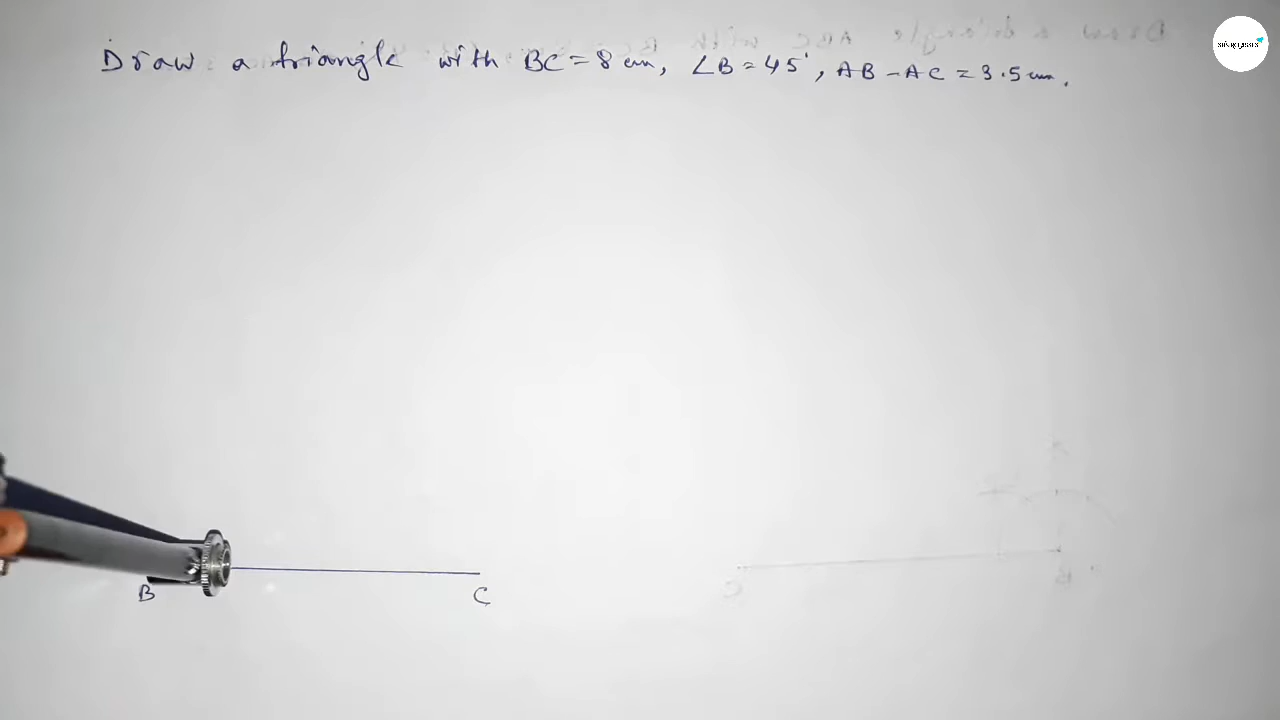 Draw a triangle with BC = 8 cm, ∠B = 45°, AB - AC = 3.5 cm.
B
C